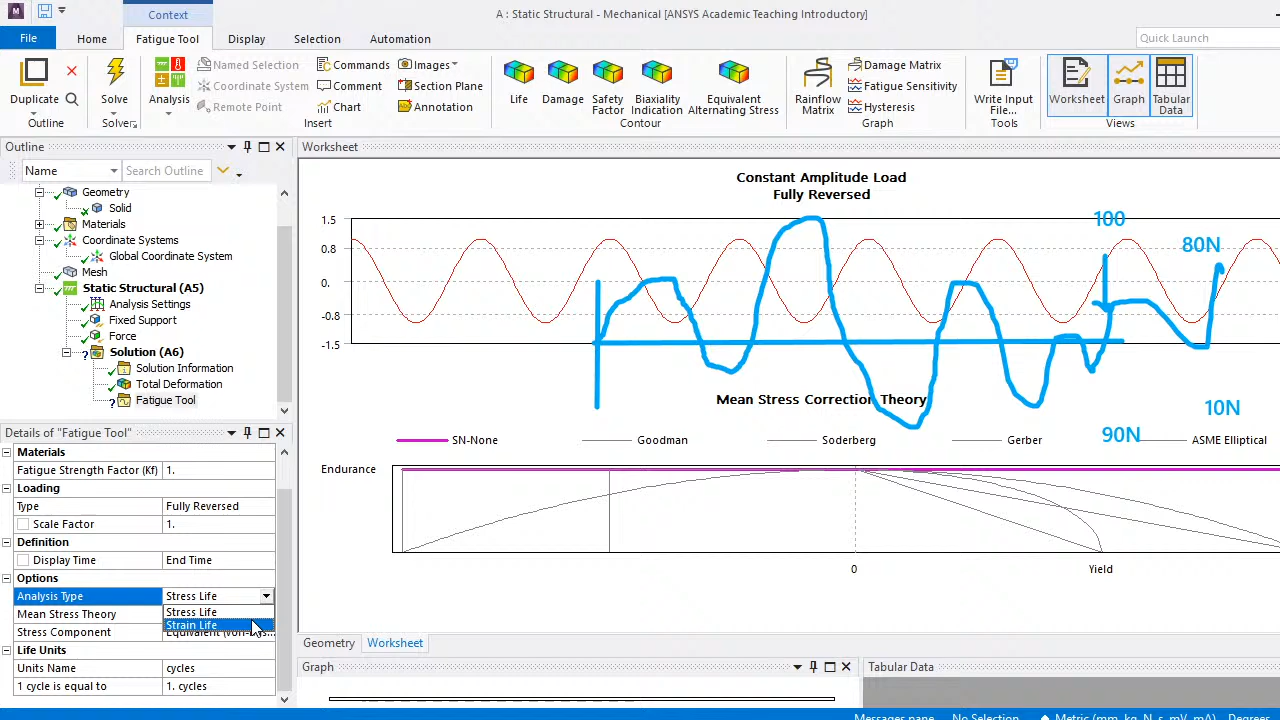 Context
A : Static Structural - Mechanical [ANSYS Academic Teaching Introductory]
File Home Fatigue Tool Display Selection Automation Quick Launch
Duplicate Solve Analysis Named Selection Commands Images Life Damage Safety Factor Biaxiality Indication Equivalent Alternating Stress Rainflow Matrix Damage Matrix Write Input File... Worksheet Graph Tabular Data
Coordinate System Comment Section Plane Fatigue Sensitivity
Remote Point Chart Annotation Hysteresis
Outline Solver Insert Contour Graph Tools Views
Outline Worksheet
Name Search Outline
Geometry
Solid
Materials
Coordinate Systems
Global Coordinate System
Mesh
Static Structural (A5)
Analysis Settings
Fixed Support
Force
Solution (A6)
Solution Information
Total Deformation
Fatigue Tool
Details of "Fatigue Tool"
Materials
Fatigue Strength Factor (Kf) 1.
Loading
Type Fully Reversed
Scale Factor 1.
Definition
Display Time End Time
Options
Analysis Type Stress Life
Stress Life
Mean Stress Theory
Strain Life
Stress Component
Life Units
Units Name cycles
1 cycle is equal to 1. cycles
Constant Amplitude Load
Fully Reversed
1.5
0.8
0.
-0.8
-1.5
100
80N
Mean Stress Correction Theory
10N
90N
SN-None Goodman Soderberg Gerber ASME Elliptical
Endurance
0 Yield
Geometry Worksheet
Graph Tabular Data
Messages pane No Selection Metric (mm, kg, N, s, mV, mA) Degrees